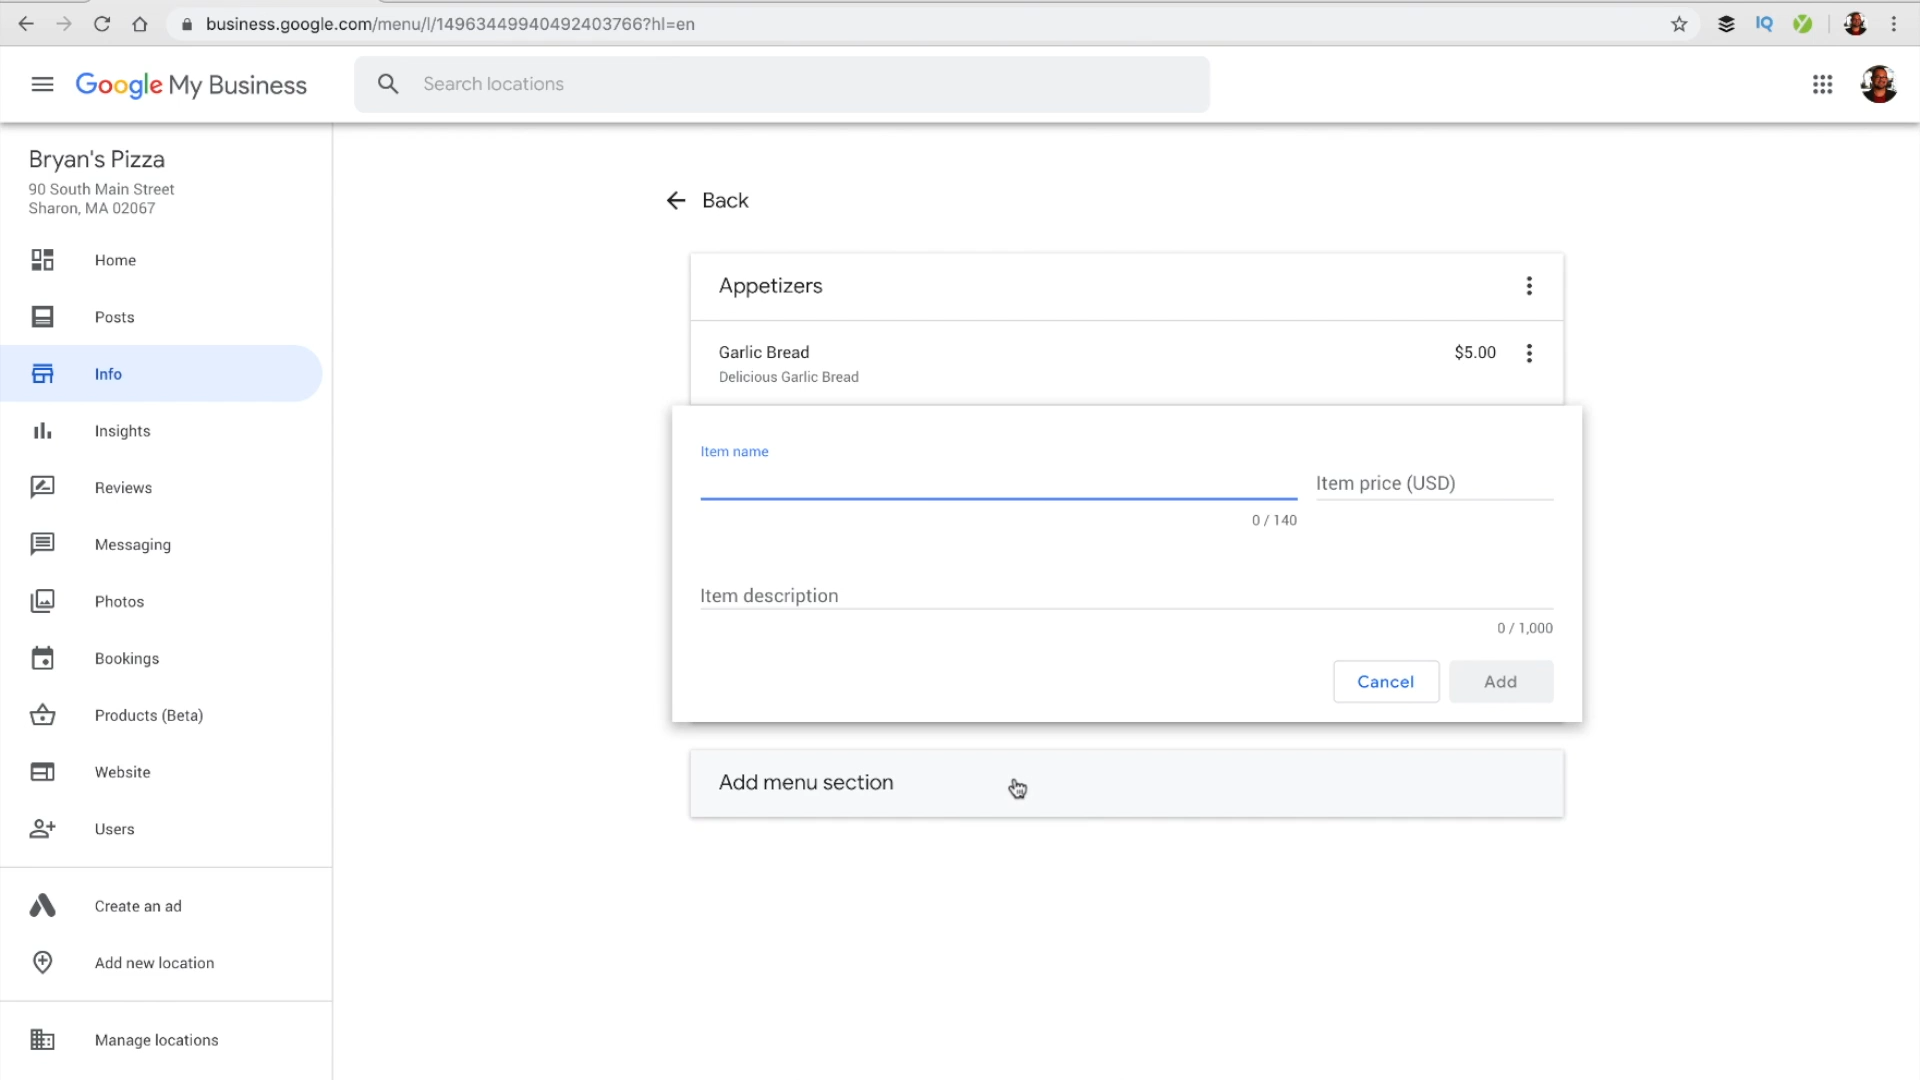 business.google.com/menu/l/14963449940492403766?hl=en
IQ
Google My Business
Search locations
Bryan's Pizza
90 South Main Street
Sharon, MA 02067
Home
Posts
Info
Insights
Reviews
Messaging
Photos
Bookings
Products (Beta)
Website
Users
Create an ad
Add new location
Manage locations
Back
Appetizers
Garlic Bread $5.00
Delicious Garlic Bread
Item name
Item price (USD)
0 / 140
Item description
0 / 1,000
Cancel Add
Add menu section